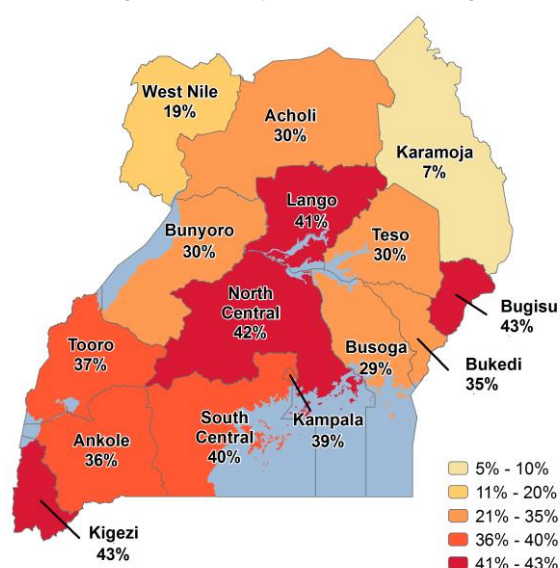 West Nile
19%
Acholi
30%
Karamoja
7%
Lango
41%
Bunyoro
30%
Teso
30%
North
Central
42%
Bugisu
43%
Tooro
37%
Busoga
29%
Bukedi
35%
Kampala
39%
South
Central
40%
Ankole
36%
Kigezi
43%
5% - 10%
11% - 20%
21% - 35%
36% - 40%
41% - 43%